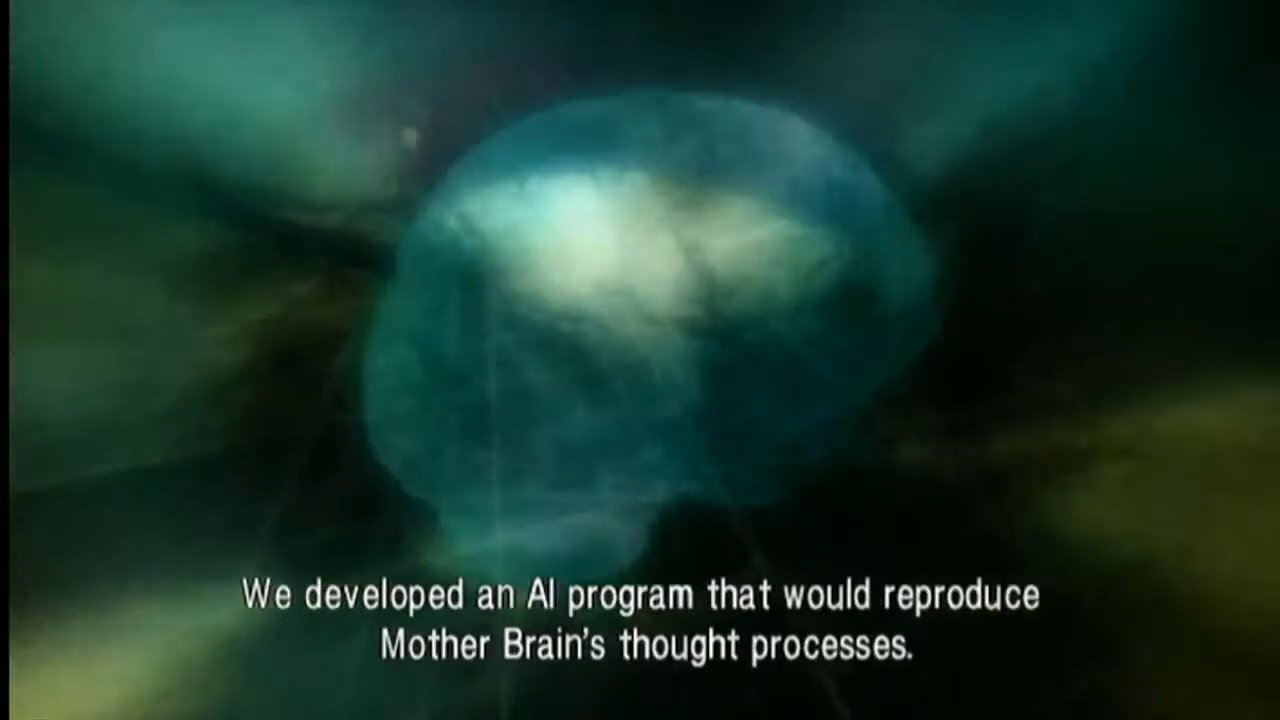 We developed an AI program that would reproduce
Mother Brain's thought processes.